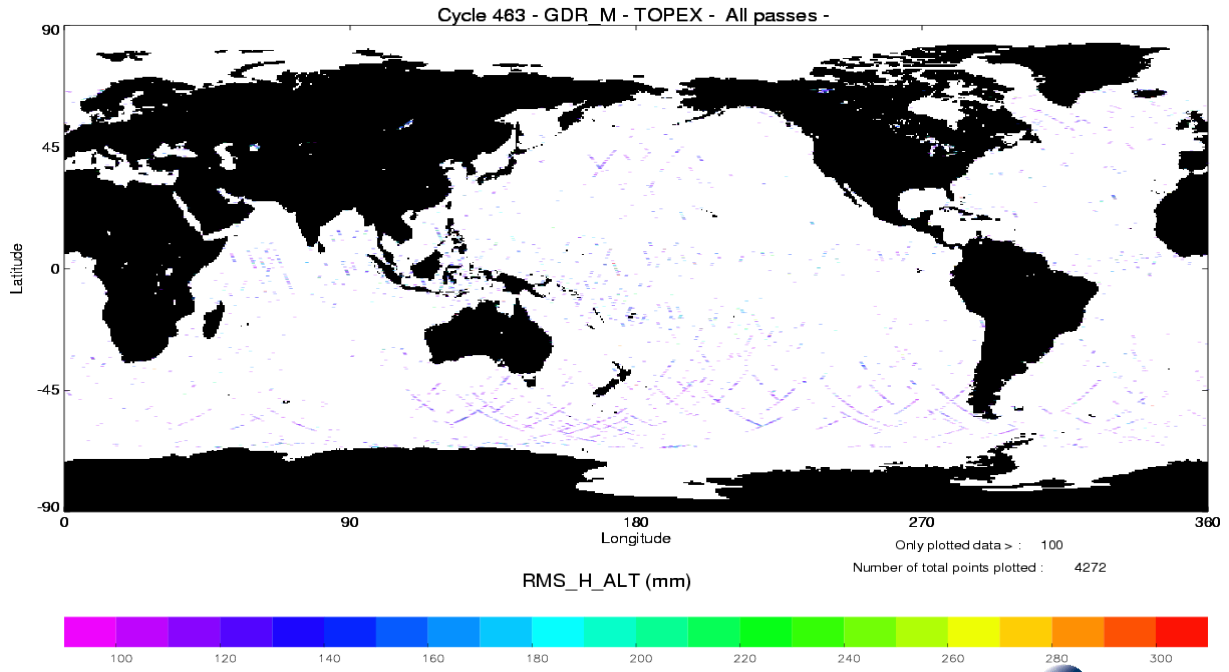 Cycle 463 - GDR_M - TOPEX - All passes -
90
45
0
-45
-90
Latitude
0 90 180 270 360
Longitude
Only plotted data > : 100
Number of total points plotted : 4272
RMS_H_ALT (mm)
100 120 140 160 180 200 220 240 260 280 300